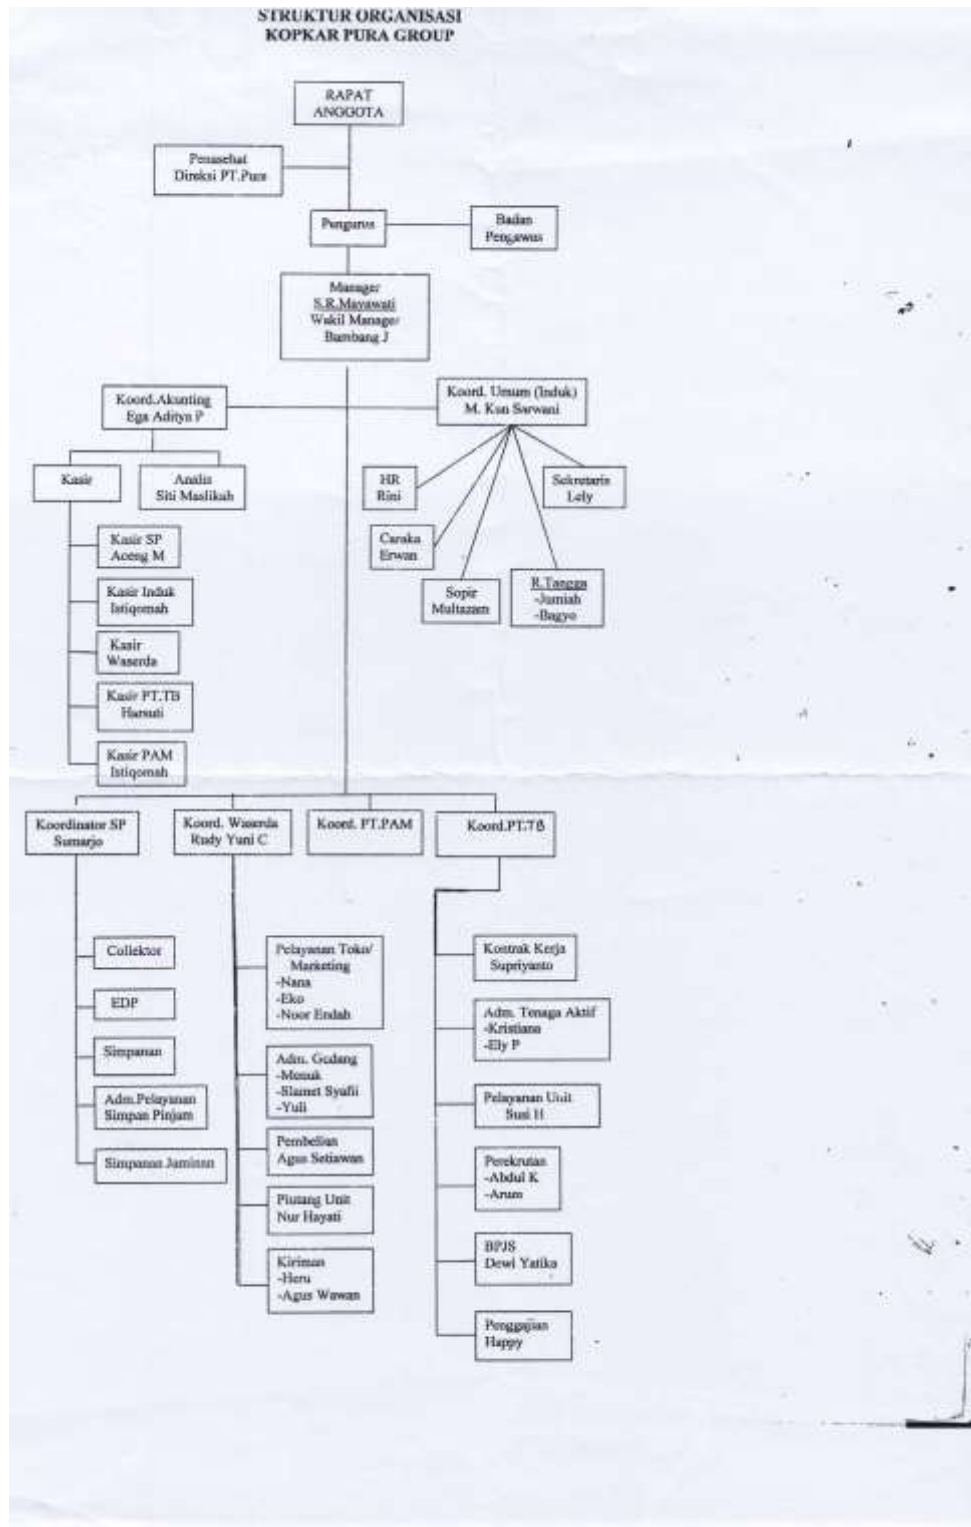 STRUKTUR ORGANISASI
KOPKAR PURA GROUP
RAPAT
ANGGOTA
Penasehat
Direksi PT.Pura
Pengurus
Badan
Pengawas
Manager
S.R.Mayawati
Wakil Manager
Bambang J
Koord.Akunting
Ega Aditya P
Koord. Umum (Induk)
M. Kun Sarwani
Kasir
Analis
Siti Maslikah
HR
Rini
Sekretaris
Lely
Caraka
Erwan
Sopir
Multazam
R.Tangga
-Jumiah
-Bagyo
Kasir SP
Aceng M
Kasir Induk
Istiqomah
Kasir
Waserda
Kasir PT.TB
Harsuti
Kasir PAM
Istiqomah
Koordinator SP
Sumarjo
Koord. Waserda
Rudy Yuni C
Koord. PT.PAM
Koord.PT.TB
Collektor
EDP
Simpanan
Adm.Pelayanan
Simpan Pinjam
Simpanan Jaminan
Pelayanan Toko/
Marketing
-Nana
-Eko
-Noor Endah
Adm. Gudang
-Menuk
-Slamet Syafii
-Yuli
Pembelian
Agus Setiawan
Piutang Unit
Nur Hayati
Kiriman
-Heru
-Agus Wawan
Kontrak Kerja
Supriyanto
Adm. Tenaga Aktif
-Kristiana
-Ely P
Pelayanan Unit
Susi H
Perekrutan
-Abdul K
-Arum
BPJS
Dewi Yatika
Penggajian
Happy